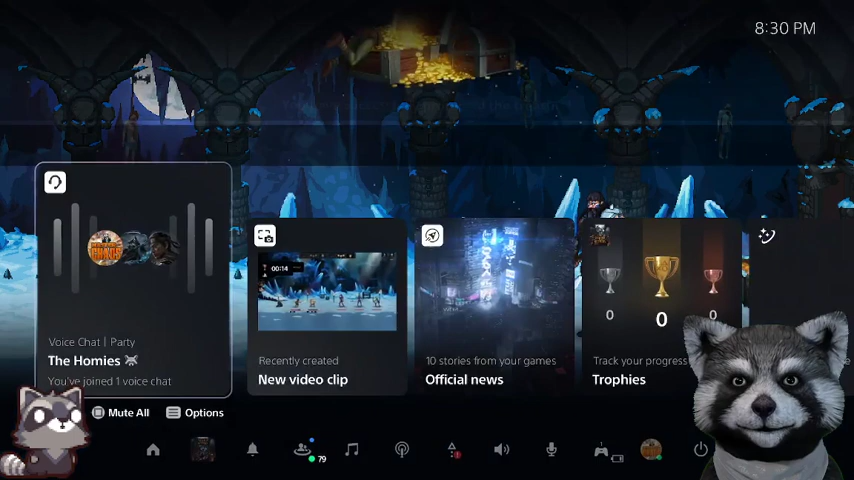 8:30 PM
Voice Chat | Party
The Homies
You've joined 1 voice chat
00:14
Recently created
New video clip
10 stories from your games
Official news
0
0
0
Track your progress
Trophies
Mute All
Options
79